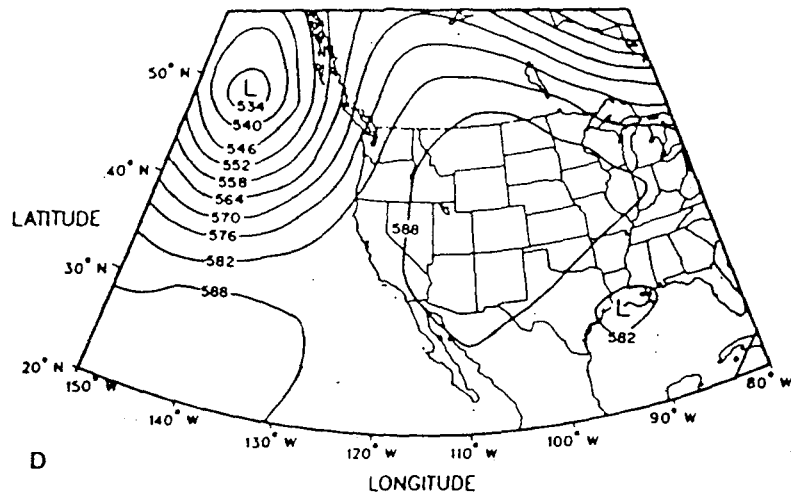 50° N
L
534
540
546
552
40° N
558
564
LATITUDE
570
576
588
582
30° N
588
L
582
20° N
150° W
80° W
140° W
90° W
130° W
100° W
120° W
110° W
D
LONGITUDE